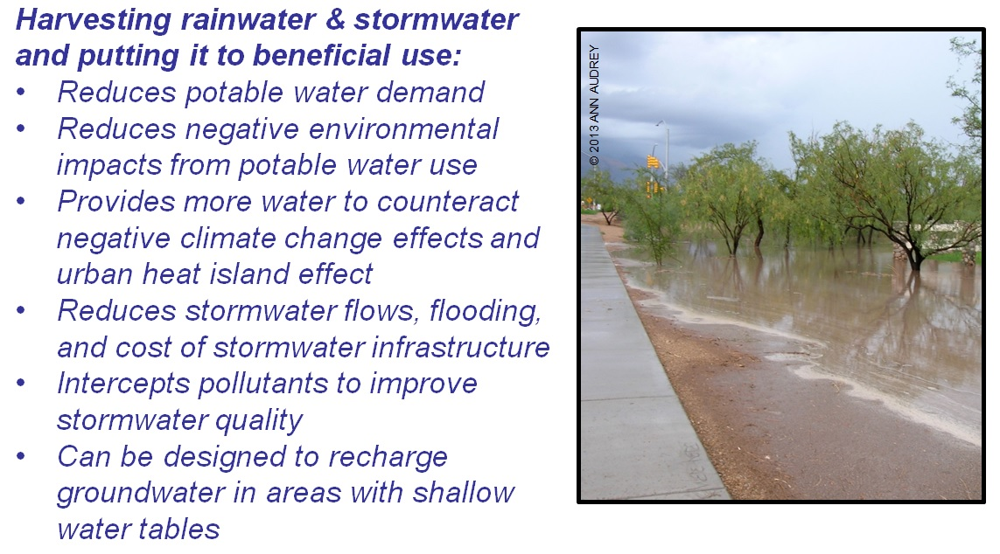 Harvesting rainwater & stormwater
and putting it to beneficial use:
• Reduces potable water demand
• Reduces negative environmental
impacts from potable water use
• Provides more water to counteract
negative climate change effects and
urban heat island effect
• Reduces stormwater flows, flooding,
and cost of stormwater infrastructure
• Intercepts pollutants to improve
stormwater quality
• Can be designed to recharge
groundwater in areas with shallow
water tables
© 2013 ANN AUDREY